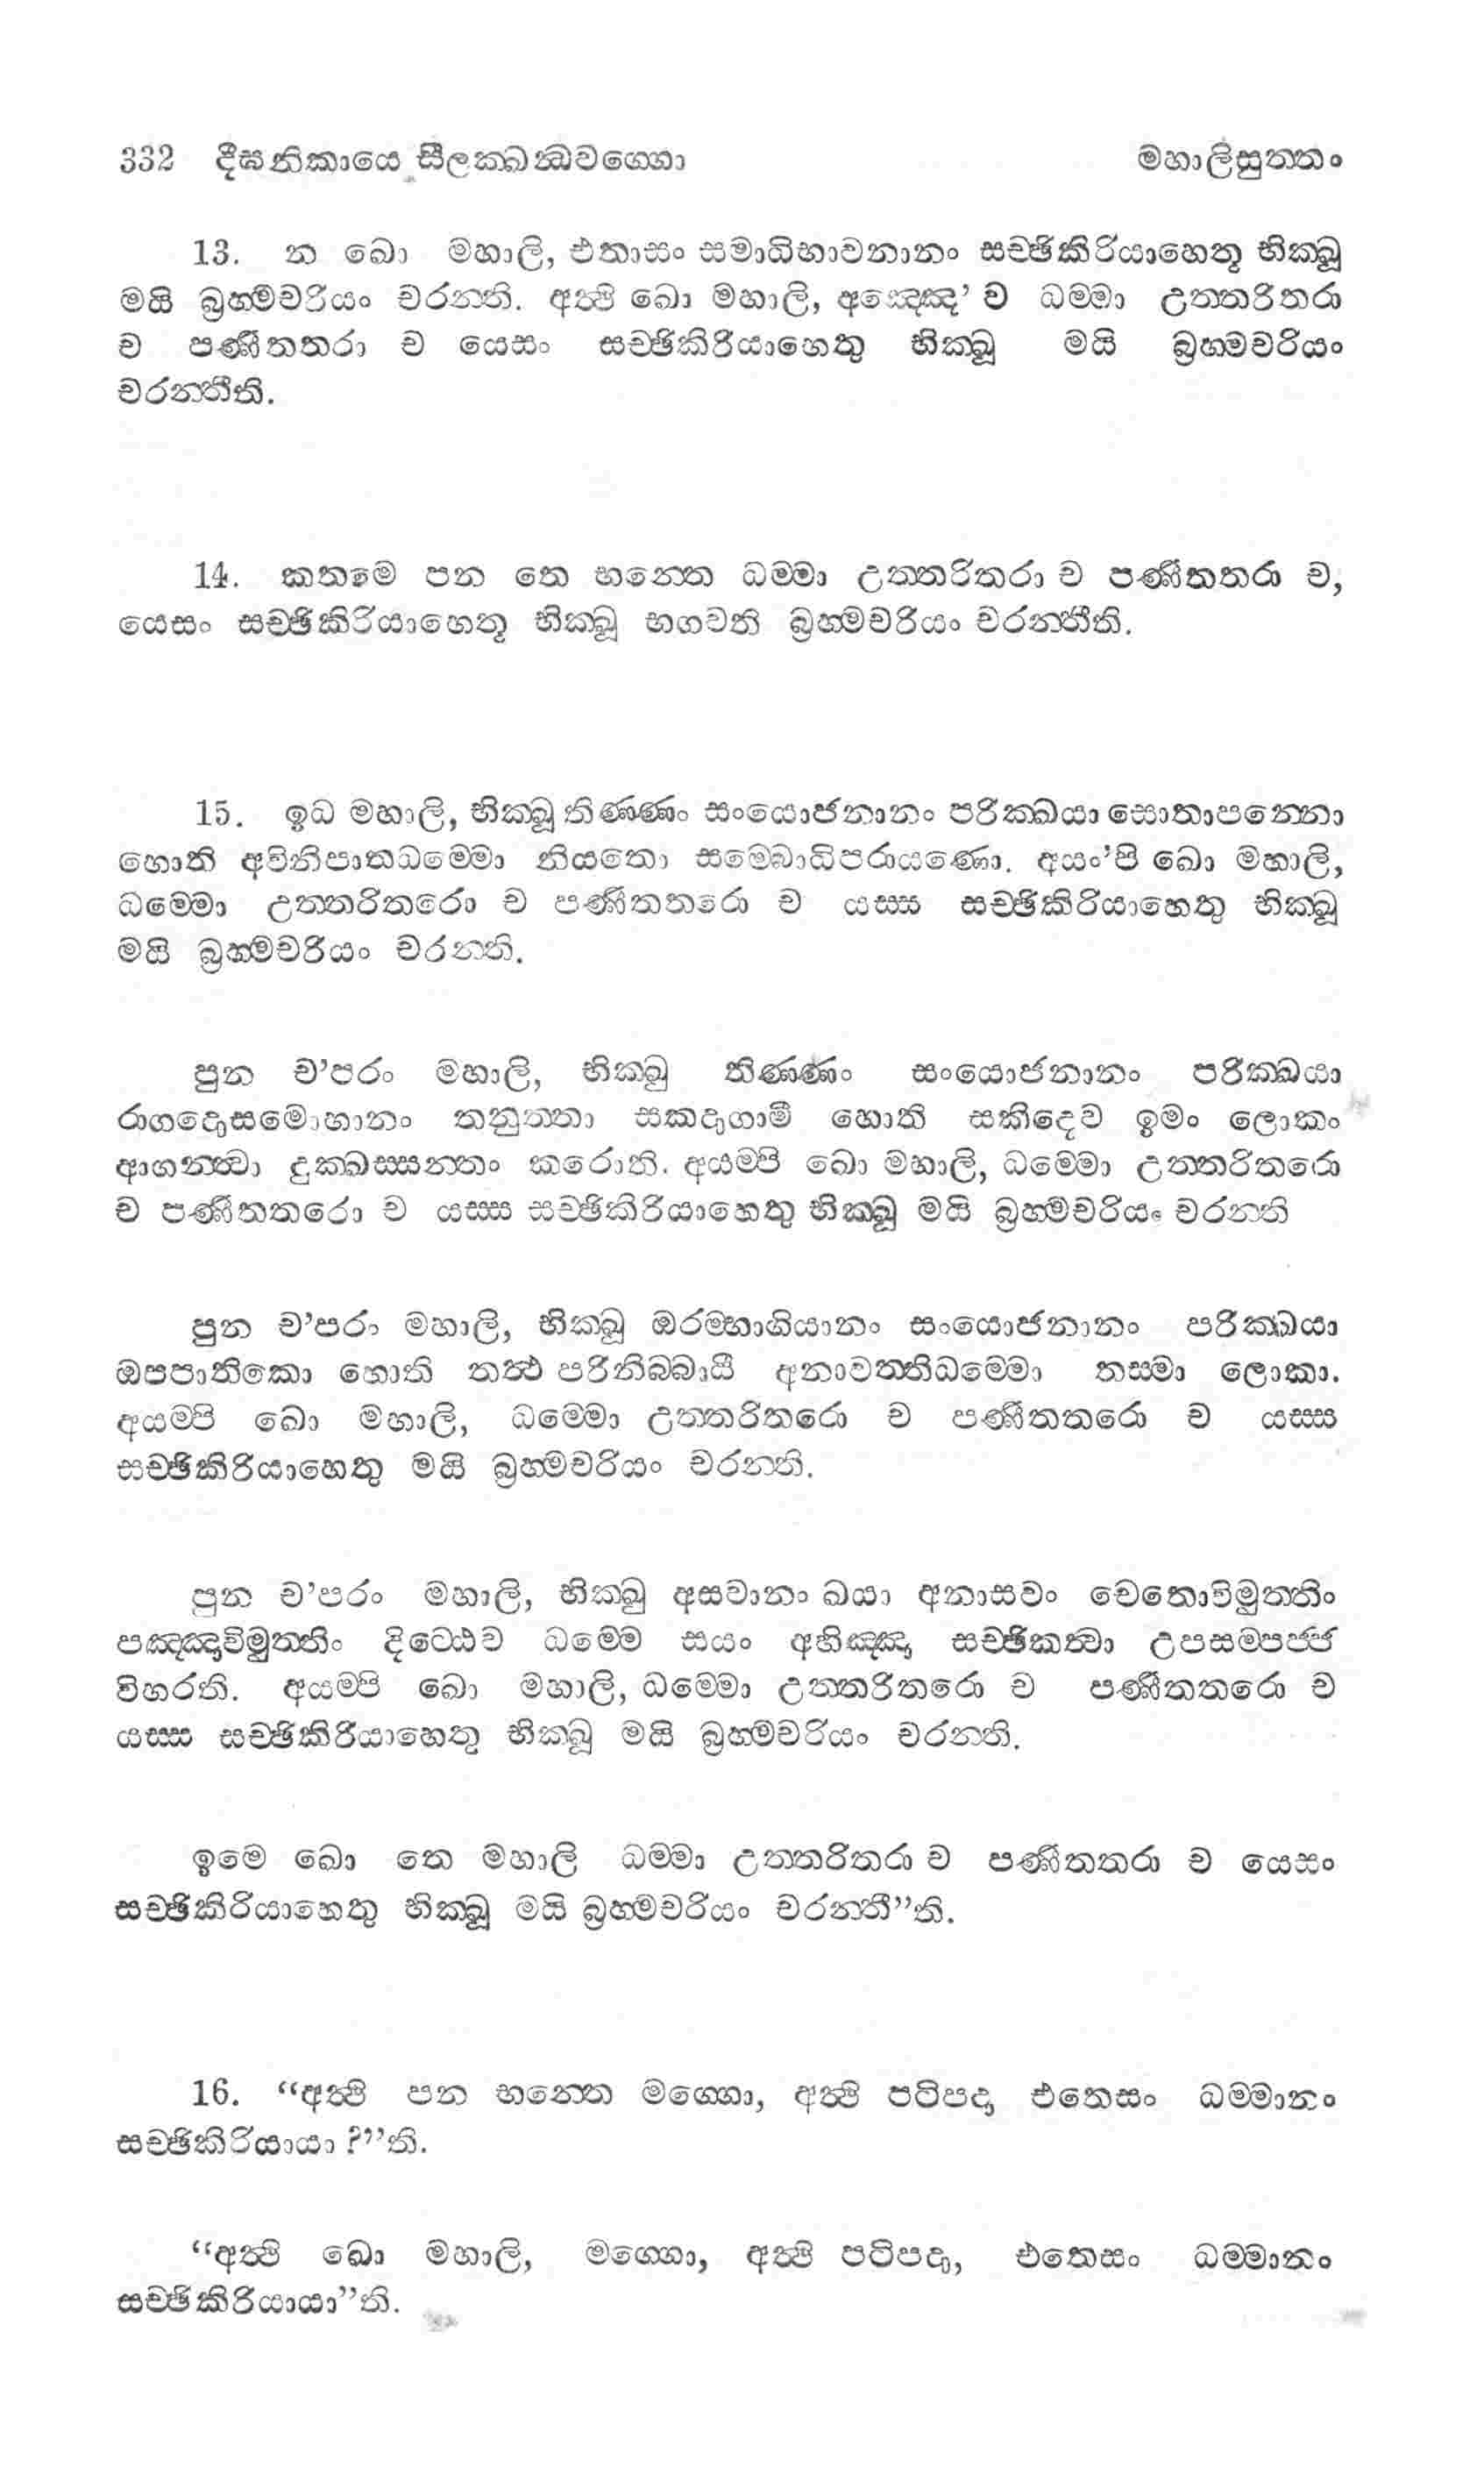 332 දීඝනිකායෙ සීලක්ඛන්ධවග්ගො මහාලිසුත්තං
13. න ඛො මහාලි, එතාසං සමාධිභාවනානං සච්ඡිකිරියාහෙතු භික්ඛූ
මයි බ්‍රහ්මචරියං චරන්ති. අත්ථි ඛො මහාලි, අඤ්ඤෙ’ව ධම්මා උත්තරිතරා
ච පණීතතරා ච යෙසං සච්ඡිකිරියාහෙතු භික්ඛූ මයි බ්‍රහ්මචරියං
චරන්තීති.
14. කතමෙ පන තෙ භන්තෙ ධම්මා උත්තරිතරා ච පණීතතරා ච,
යෙසං සච්ඡිකිරියාහෙතු භික්ඛූ භගවති බ්‍රහ්මචරියං චරන්තීති.
15. ඉධ මහාලි, භික්ඛු තිණ්ණං සංයොජනානං පරික්ඛයා සොතාපන්නො
හොති අවිනිපාතධම්මො නියතො සම්බොධිපරායණො. අයං’පි ඛො මහාලි,
ධම්මො උත්තරිතරො ච පණීතතරො ච යස්ස සච්ඡිකිරියාහෙතු භික්ඛූ
මයි බ්‍රහ්මචරියං චරන්ති.
පුන ච’පරං මහාලි, භික්ඛු තිණ්ණං සංයොජනානං පරික්ඛයා
රාගදොසමොහානං තනුත්තා සකදාගාමී හොති සකිදෙව ඉමං ලොකං
ආගන්ත්වා දුක්ඛස්සන්තං කරොති. අයම්පි ඛො මහාලි, ධම්මො උත්තරිතරො
ච පණීතතරො ච යස්ස සච්ඡිකිරියාහෙතු භික්ඛූ මයි බ්‍රහ්මචරියං චරන්ති
පුන ච’පරං මහාලි, භික්ඛු ඔරම්භාගියානං සංයොජනානං පරික්ඛයා
ඔපපාතිකො හොති තත්ථ පරිනිබ්බායී අනාවත්තිධම්මො තස්මා ලොකා.
අයම්පි ඛො මහාලි, ධම්මො උත්තරිතරො ච පණීතතරො ච යස්ස
සච්ඡිකිරියාහෙතු මයි බ්‍රහ්මචරියං චරන්ති.
පුන ච’පරං මහාලි, භික්ඛු අසවානං ඛයා අනාසවං චෙතොවිමුත්තිං
පඤ්ඤාවිමුත්තිං දිට්ඨෙව ධම්මෙ සයං අභිඤ්ඤා සච්ඡිකත්වා උපසම්පජ්ජ
විහරති. අයම්පි ඛො මහාලි, ධම්මො උත්තරිතරො ච පණීතතරො ච
යස්ස සච්ඡිකිරියාහෙතු භික්ඛූ මයි බ්‍රහ්මචරියං චරන්ති.
ඉමෙ ඛො තෙ මහාලි ධම්මා උත්තරිතරා ච පණීතතරා ච යෙසං
සච්ඡිකිරියාහෙතු භික්ඛූ මයි බ්‍රහ්මචරියං චරන්තී”ති.
16. “අත්ථි පන භන්තෙ මග්ගො, අත්ථි පටිපදා එතෙසං ධම්මානං
සච්ඡිකිරියායා ?”ති.
“අත්ථි ඛො මහාලි, මග්ගො, අත්ථි පටිපදා, එතෙසං ධම්මානං
සච්ඡිකිරියායා”ති.